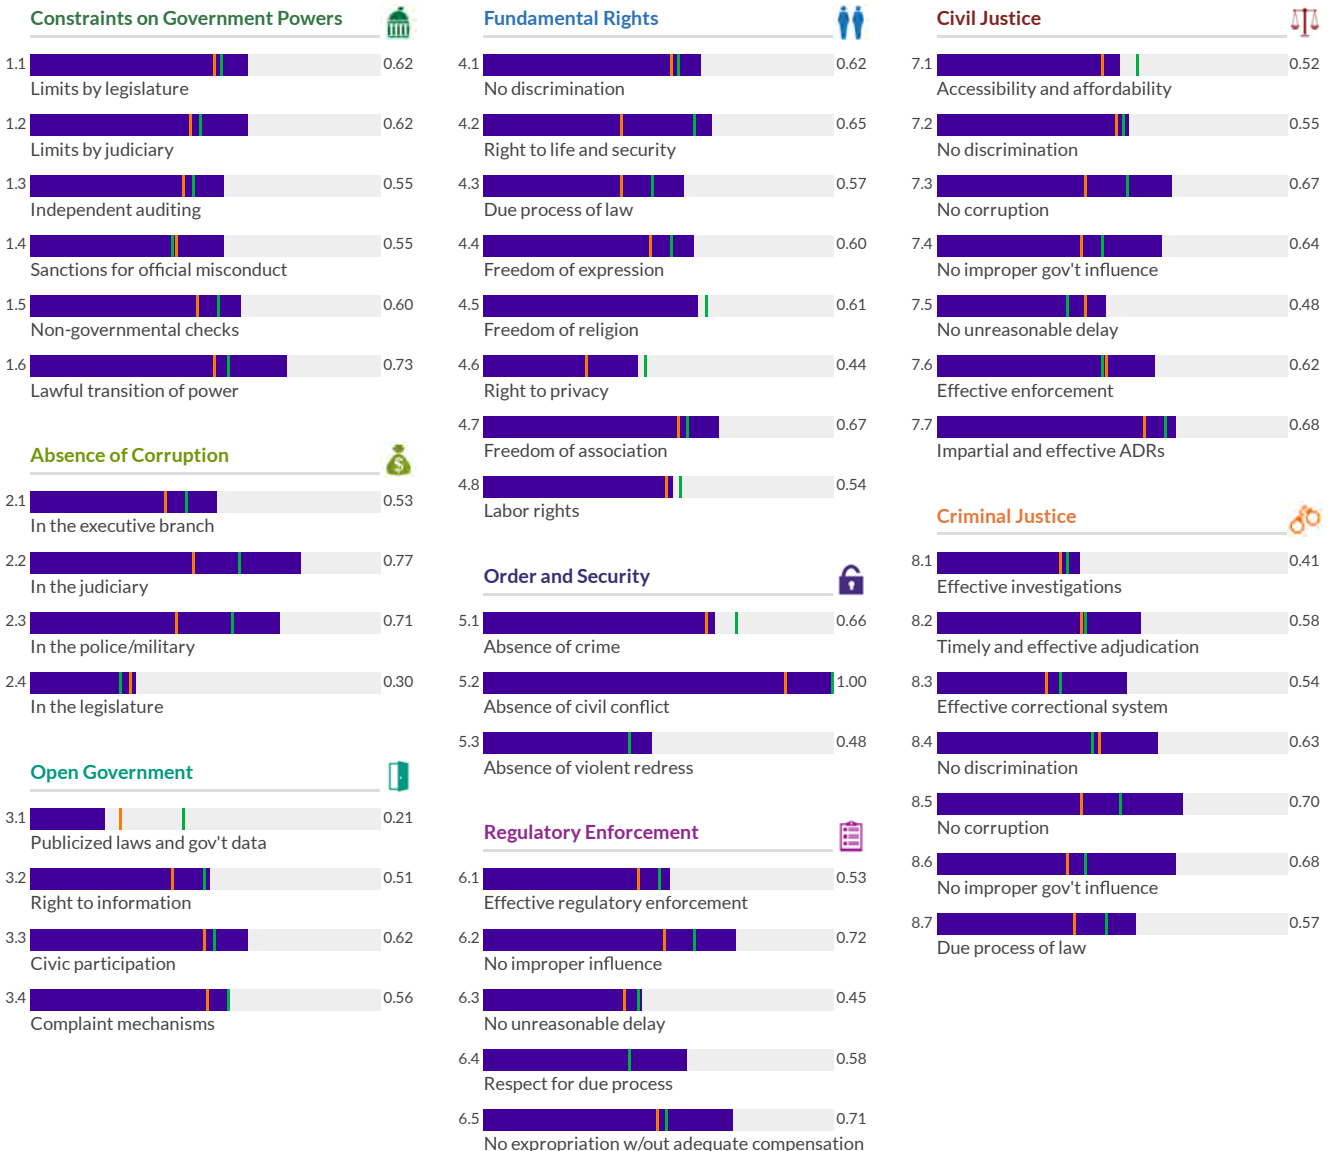 Constraints on Government Powers
1.1 0.62
Limits by legislature
1.2 0.62
Limits by judiciary
1.3 0.55
Independent auditing
1.4 0.55
Sanctions for official misconduct
1.5 0.60
Non-governmental checks
1.6 0.73
Lawful transition of power
Absence of Corruption
2.1 0.53
In the executive branch
2.2 0.77
In the judiciary
2.3 0.71
In the police/military
2.4 0.30
In the legislature
Open Government
3.1 0.21
Publicized laws and gov't data
3.2 0.51
Right to information
3.3 0.62
Civic participation
3.4 0.56
Complaint mechanisms
Fundamental Rights
4.1 0.62
No discrimination
4.2 0.65
Right to life and security
4.3 0.57
Due process of law
4.4 0.60
Freedom of expression
4.5 0.61
Freedom of religion
4.6 0.44
Right to privacy
4.7 0.67
Freedom of association
4.8 0.54
Labor rights
Order and Security
5.1 0.66
Absence of crime
5.2 1.00
Absence of civil conflict
5.3 0.48
Absence of violent redress
Regulatory Enforcement
6.1 0.53
Effective regulatory enforcement
6.2 0.72
No improper influence
6.3 0.45
No unreasonable delay
6.4 0.58
Respect for due process
6.5 0.71
No expropriation w/out adequate compensation
Civil Justice
7.1 0.52
Accessibility and affordability
7.2 0.55
No discrimination
7.3 0.67
No corruption
7.4 0.64
No improper gov't influence
7.5 0.48
No unreasonable delay
7.6 0.62
Effective enforcement
7.7 0.68
Impartial and effective ADRs
Criminal Justice
8.1 0.41
Effective investigations
8.2 0.58
Timely and effective adjudication
8.3 0.54
Effective correctional system
8.4 0.63
No discrimination
8.5 0.70
No corruption
8.6 0.68
No improper gov't influence
8.7 0.57
Due process of law